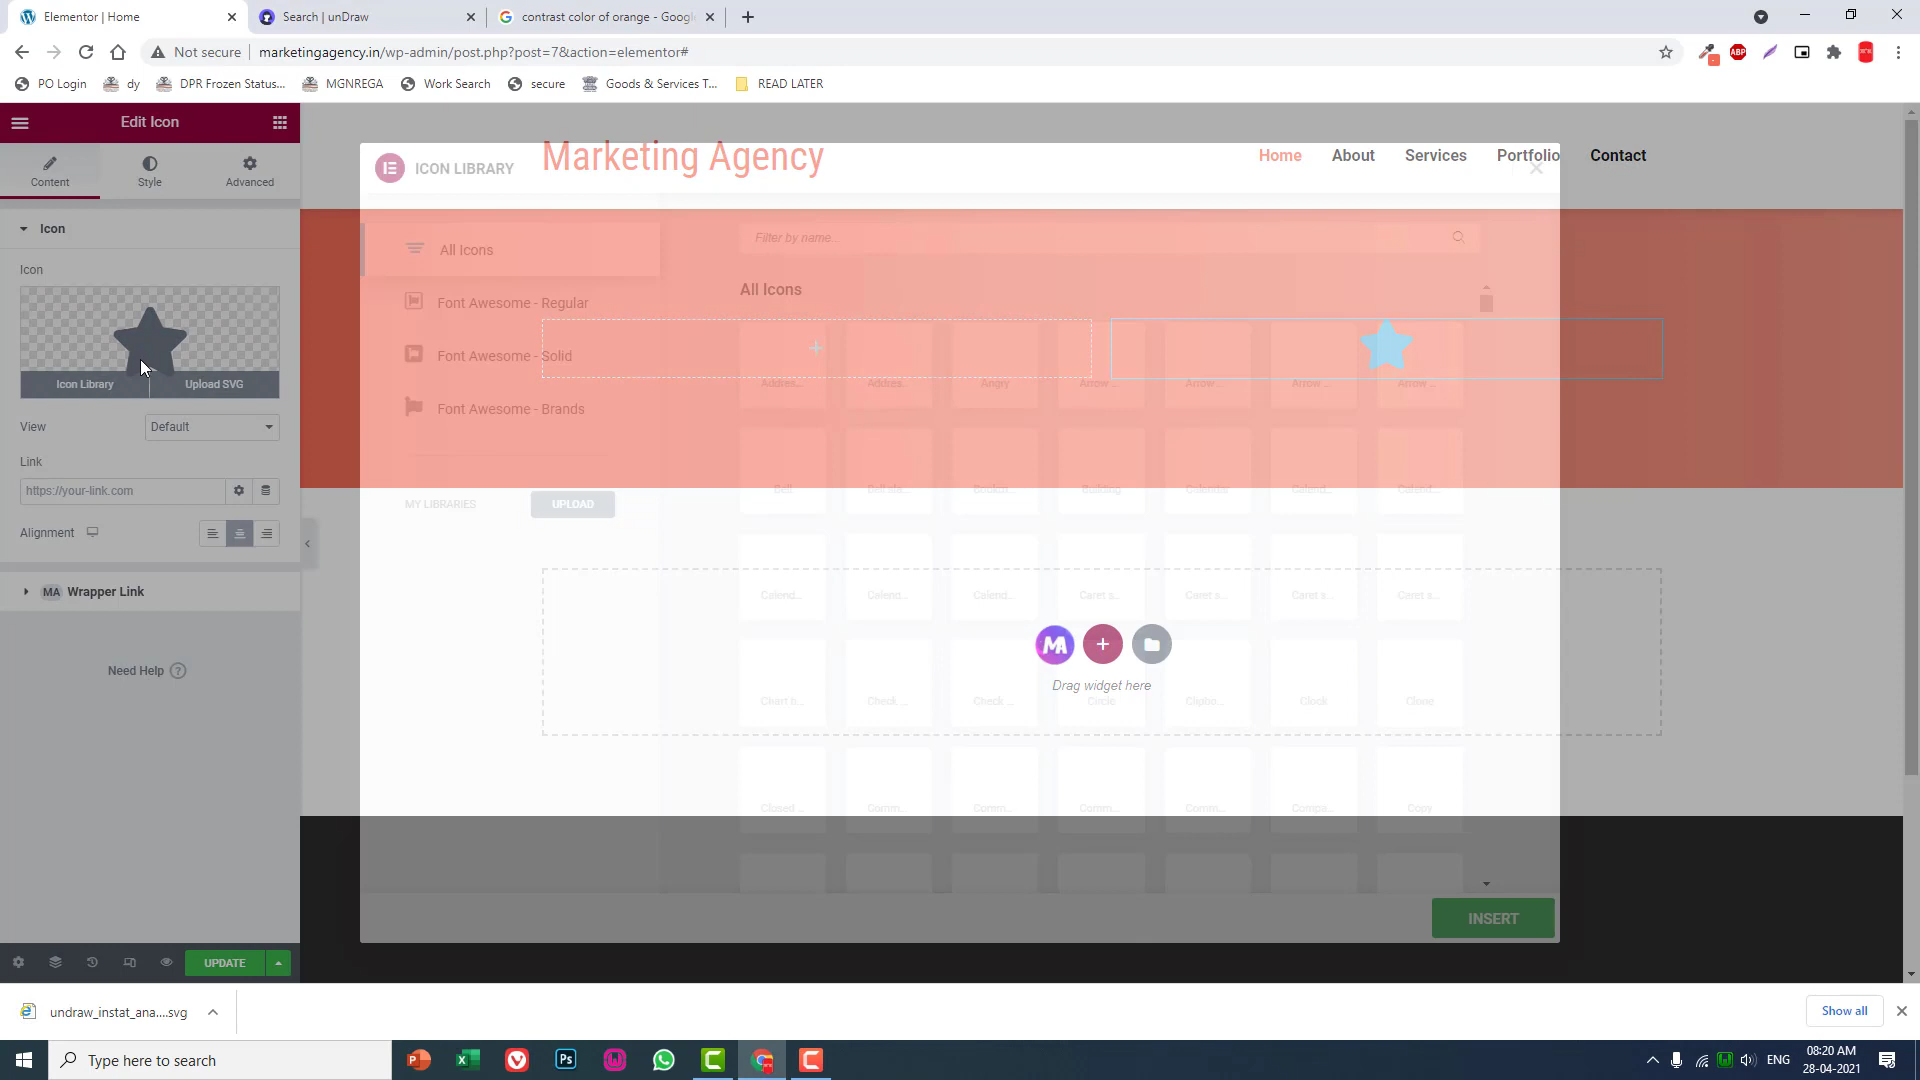 Elementor | Home
Search | unDraw
contrast color of orange - Goog
Not secure
marketingagency.in/wp-admin/post.php?post=7&action=elementor#
PO Login
dy
DPR Frozen Status...
MGNREGA
Work Search
secure
Goods & Services T...
READ LATER
Edit Icon
Content
Style
Advanced
Icon
Icon
Icon Library
Upload SVG
View
Default
Link
https://your-link.com
Alignment
MA Wrapper Link
Need Help ?
UPDATE
Marketing Agency
Home
About
Services
Portfolio
Contact
ICON LIBRARY
All Icons
Font Awesome - Regular
Font Awesome - Solid
Font Awesome - Brands
MY LIBRARIES
UPLOAD
Filter by name...
All Icons
Addres...
Addres...
Angry
Arrow ...
Arrow ...
Arrow ...
Arrow ...
Bell
Bell sla...
Bookm...
Building
Calendar
Calend...
Calend...
Calend...
Calend...
Calend...
Caret s...
Caret s...
Caret s...
Caret s...
Chart b...
Check ...
Check ...
Circle
Clipbo...
Clock
Clone
Closed ...
Comm...
Comm...
Comm...
Comm...
Compa...
Copy
MA
Drag widget here
INSERT
undraw_instat_ana....svg
Show all
Type here to search
Ps
ENG
08:20 AM
28-04-2021